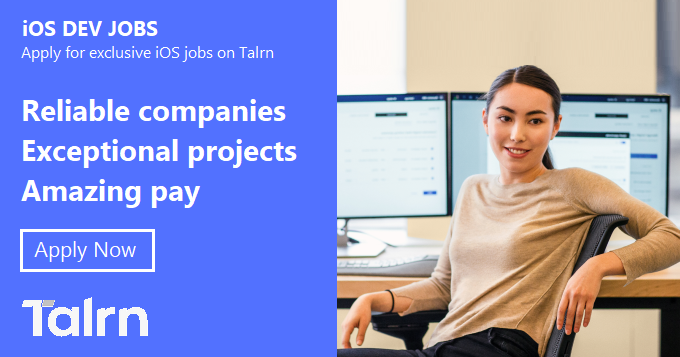 iOS DEV JOBS
Apply for exclusive iOS jobs on Talrn
Reliable companies
Exceptional projects
Amazing pay
Apply Now
Talrn